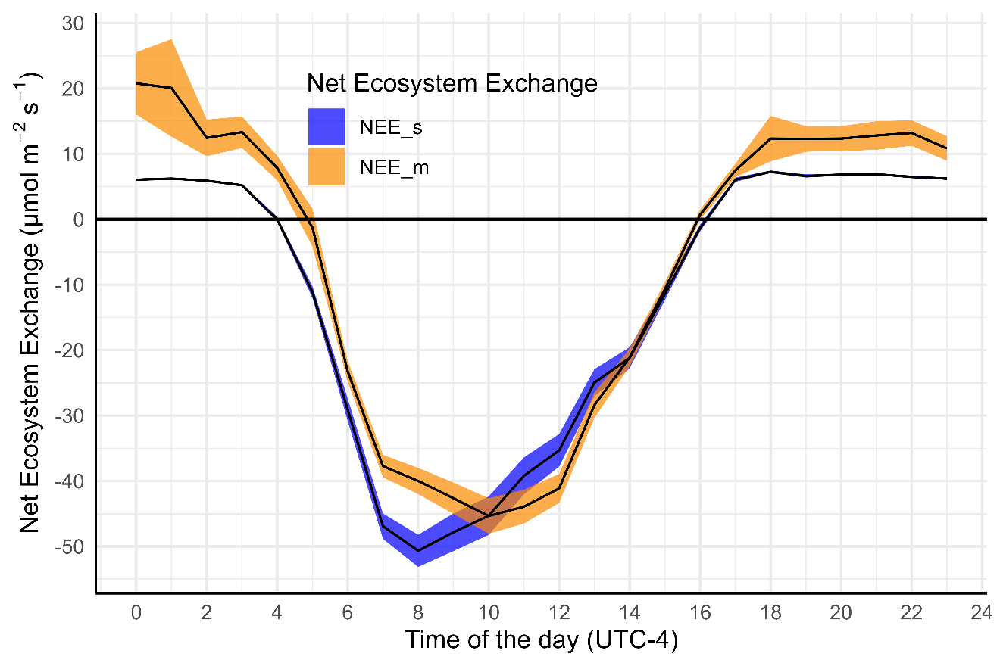 Net Ecosystem Exchange (μmol m⁻² s⁻¹)
30
20
10
0
-10
-20
-30
-40
-50
Net Ecosystem Exchange
NEE_s
NEE_m
0 2 4 6 8 10 12 14 16 18 20 22 24
Time of the day (UTC-4)